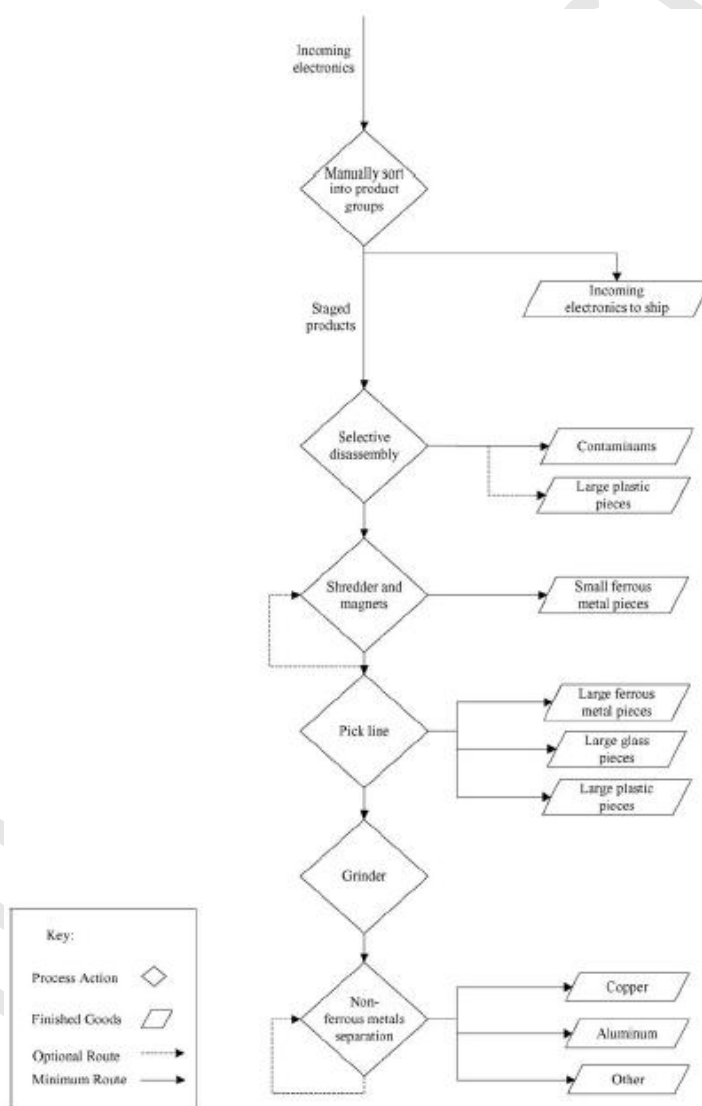 Incoming
electronics
Manually sort
into product
groups
Incoming
electronics to ship
Staged
products
Selective
disassembly
Contaminants
Large plastic
pieces
Shredder and
magnets
Small ferrous
metal pieces
Pick line
Large ferrous
metal pieces
Large glass
pieces
Large plastic
pieces
Grinder
Non-
ferrous metals
separation
Copper
Aluminum
Other
Key:
Process Action
Finished Goods
Optional Route
Minimum Route